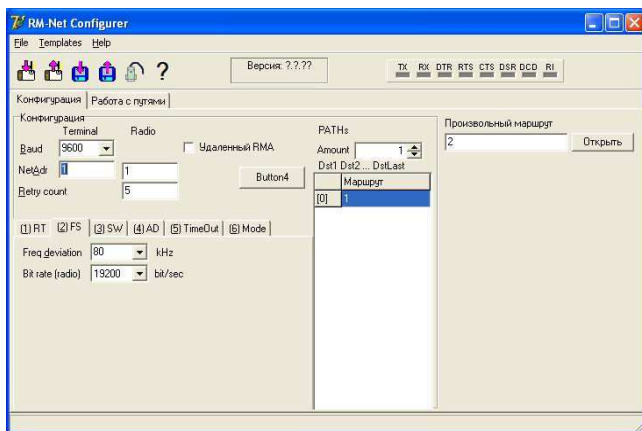 RM-Net Configurer
File Templates Help
Версия: ?.?.??
TX RX DTR RTS CTS DSR DCD RI
Конфигурация Работа с путями
Конфигурация
Terminal Radio
Baud 9600
Удаленный RMA
NetAdr 1 1
Button4
Retry count 5
(1) RT (2) FS (3) SW (4) AD (5) TimeOut (6) Mode
Freq deviation 80 kHz
Bit rate (radio) 19200 bit/sec
PATHs
Amount 1
Dst1 Dst2 ... DstLast
Маршрут
[0] 1
Произвольный маршрут
2 Открыть